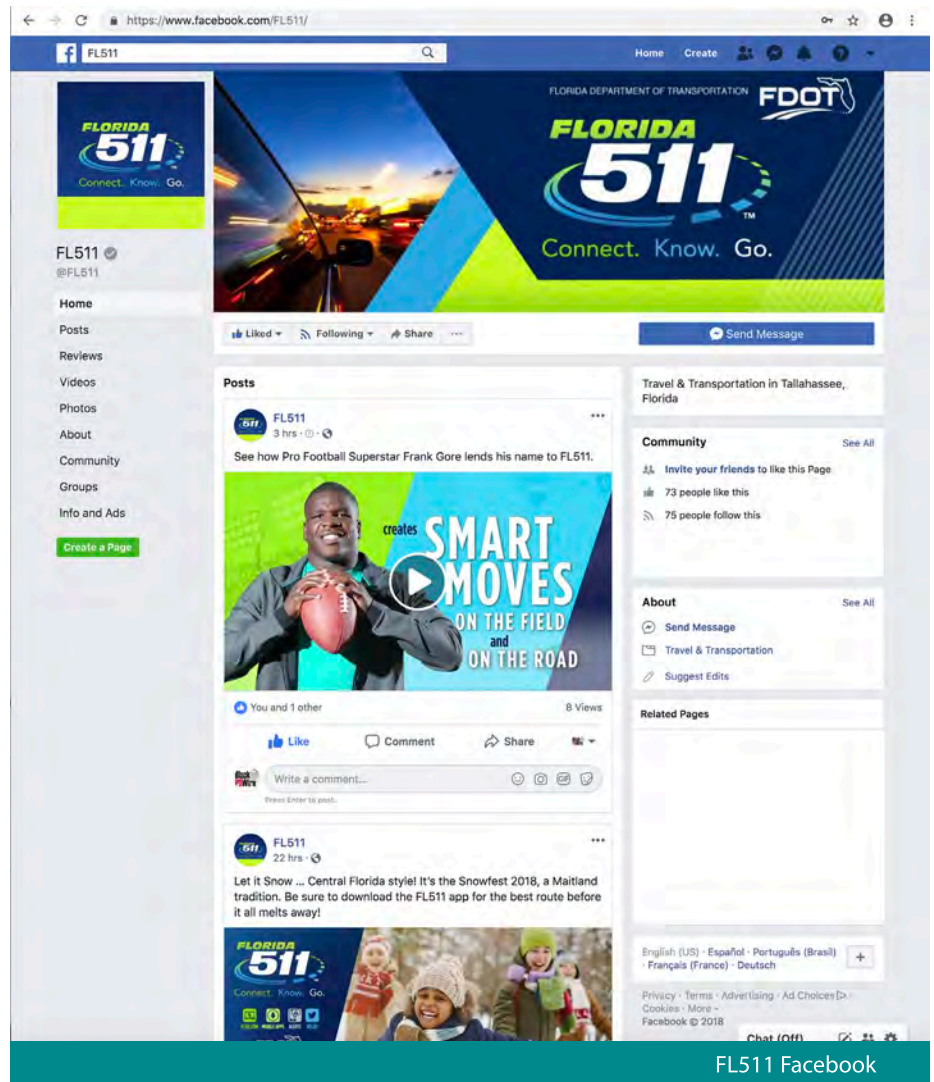 https://www.facebook.com/FL511/
FL511
Home Create
FLORIDA
511
Connect. Know. Go.
FLORIDA DEPARTMENT OF TRANSPORTATION FDOT
FLORIDA
511
TM
Connect. Know. Go.
FL511
@FL511
Home
Posts
Reviews
Videos
Photos
About
Community
Groups
Info and Ads
Create a Page
Liked Following Share ...
Send Message
Posts
FL511
3 hrs
See how Pro Football Superstar Frank Gore lends his name to FL511.
creates SMART
MOVES
ON THE FIELD
and
ON THE ROAD
You and 1 other 8 Views
Like Comment Share
Write a comment...
GIF
Press Enter to post.
FL511
22 hrs
Let it Snow ... Central Florida style! It's the Snowfest 2018, a Maitland
tradition. Be sure to download the FL511 app for the best route before
it all melts away!
FLORIDA
511
Connect. Know. Go.
Travel & Transportation in Tallahassee,
Florida
Community See All
Invite your friends to like this Page
73 people like this
75 people follow this
About See All
Send Message
Travel & Transportation
Suggest Edits
Related Pages
English (US) · Español · Português (Brasil)
· Français (France) · Deutsch
Privacy · Terms · Advertising · Ad Choices ·
Cookies · More
Facebook © 2018
Chat (Off)
FL511 Facebook